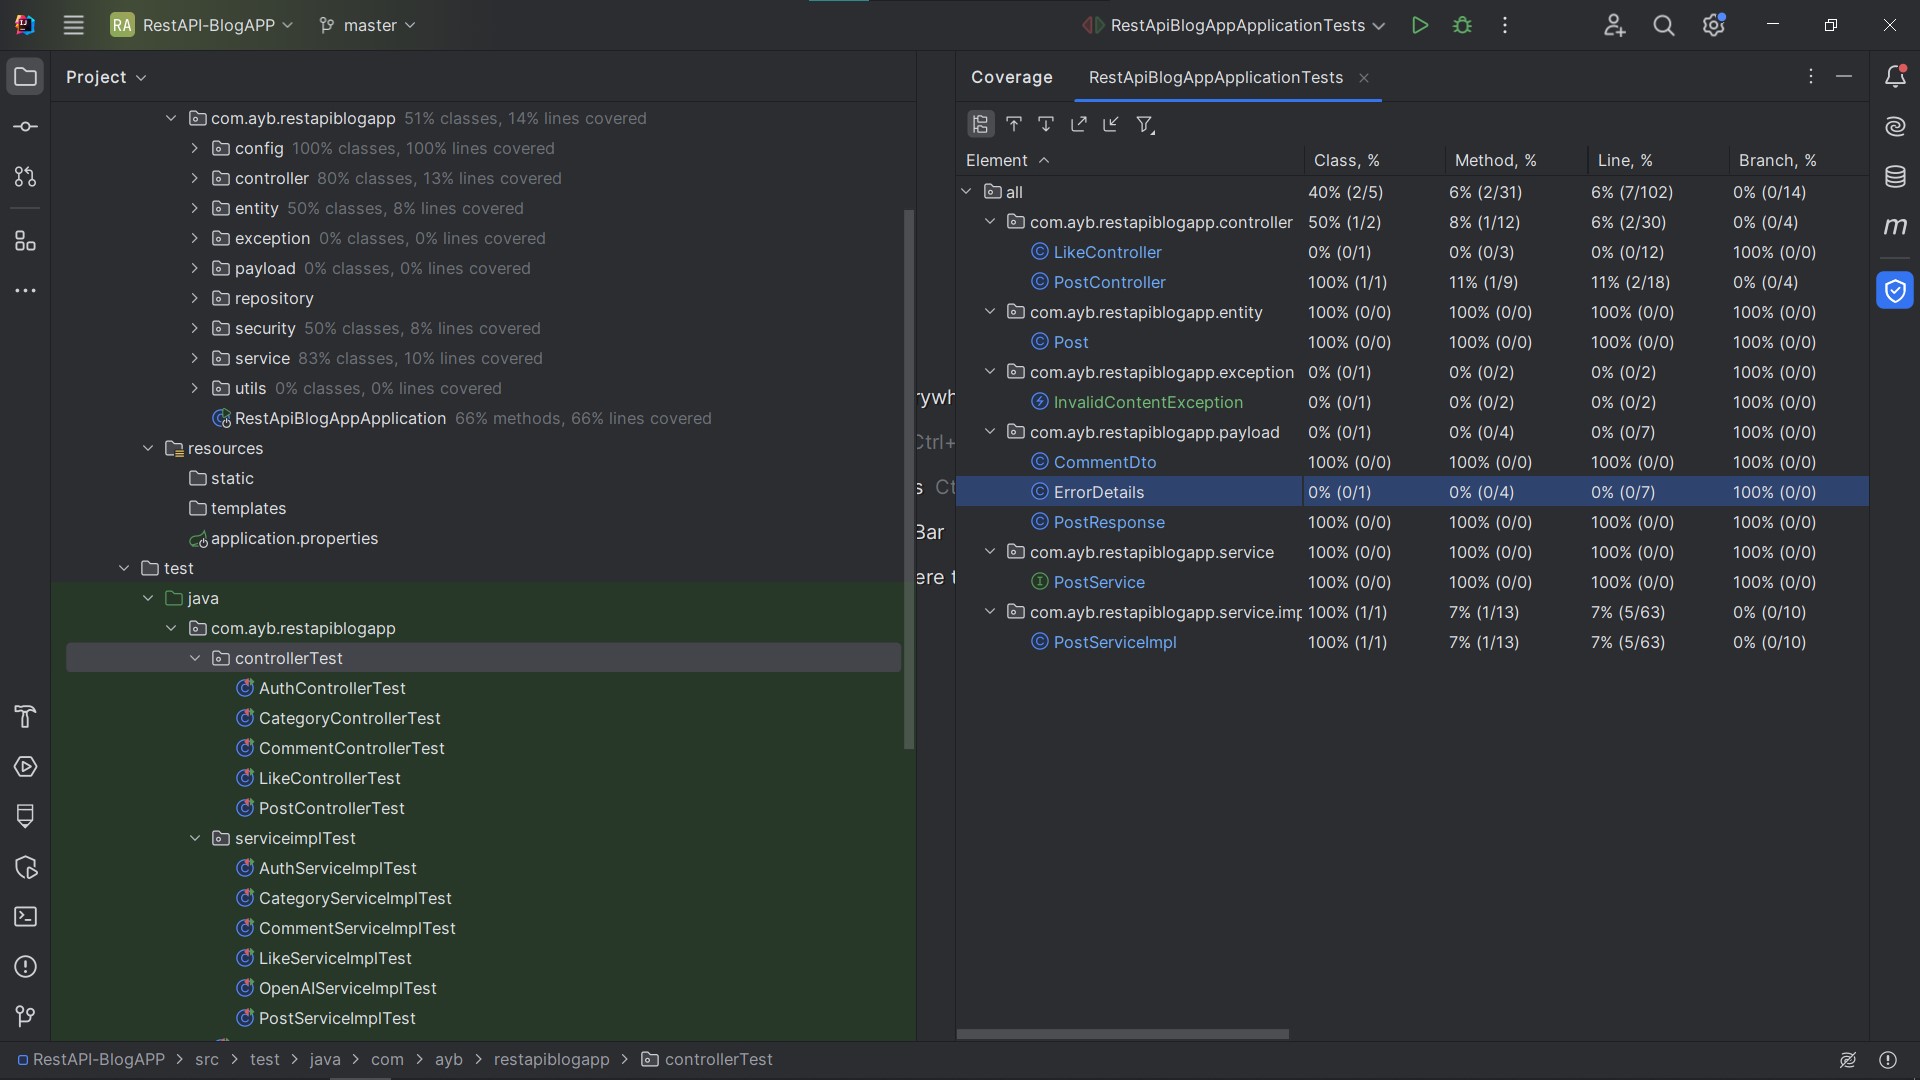 RA RestAPI-BlogAPP master RestApiBlogAppApplicationTests
Project
com.ayb.restapiblogapp 51% classes, 14% lines covered
config 100% classes, 100% lines covered
controller 80% classes, 13% lines covered
entity 50% classes, 8% lines covered
exception 0% classes, 0% lines covered
payload 0% classes, 0% lines covered
repository
security 50% classes, 8% lines covered
service 83% classes, 10% lines covered
utils 0% classes, 0% lines covered
RestApiBlogAppApplication 66% methods, 66% lines covered
resources
static
templates
application.properties
test
java
com.ayb.restapiblogapp
controllerTest
AuthControllerTest
CategoryControllerTest
CommentControllerTest
LikeControllerTest
PostControllerTest
serviceimplTest
AuthServiceImplTest
CategoryServiceImplTest
CommentServiceImplTest
LikeServiceImplTest
OpenAIServiceImplTest
PostServiceImplTest
Bar
Coverage RestApiBlogAppApplicationTests
Element Class, % Method, % Line, % Branch, %
all 40% (2/5) 6% (2/31) 6% (7/102) 0% (0/14)
com.ayb.restapiblogapp.controller 50% (1/2) 8% (1/12) 6% (2/30) 0% (0/4)
LikeController 0% (0/1) 0% (0/3) 0% (0/12) 100% (0/0)
PostController 100% (1/1) 11% (1/9) 11% (2/18) 0% (0/4)
com.ayb.restapiblogapp.entity 100% (0/0) 100% (0/0) 100% (0/0) 100% (0/0)
Post 100% (0/0) 100% (0/0) 100% (0/0) 100% (0/0)
com.ayb.restapiblogapp.exception 0% (0/1) 0% (0/2) 0% (0/2) 100% (0/0)
InvalidContentException 0% (0/1) 0% (0/2) 0% (0/2) 100% (0/0)
com.ayb.restapiblogapp.payload 0% (0/1) 0% (0/4) 0% (0/7) 100% (0/0)
CommentDto 100% (0/0) 100% (0/0) 100% (0/0) 100% (0/0)
ErrorDetails 0% (0/1) 0% (0/4) 0% (0/7) 100% (0/0)
PostResponse 100% (0/0) 100% (0/0) 100% (0/0) 100% (0/0)
com.ayb.restapiblogapp.service 100% (0/0) 100% (0/0) 100% (0/0) 100% (0/0)
PostService 100% (0/0) 100% (0/0) 100% (0/0) 100% (0/0)
com.ayb.restapiblogapp.service.imp 100% (1/1) 7% (1/13) 7% (5/63) 0% (0/10)
PostServiceImpl 100% (1/1) 7% (1/13) 7% (5/63) 0% (0/10)
RestAPI-BlogAPP > src > test > java > com > ayb > restapiblogapp > controllerTest